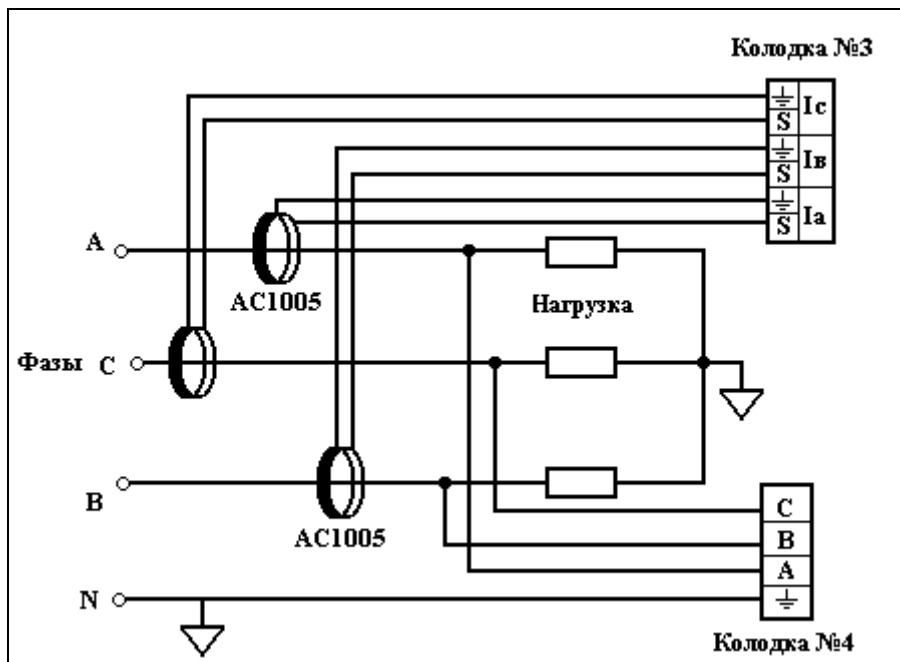 Колодка №3
Ic
S
Iв
S
Ia
S
A
AC1005
Нагрузка
Фазы C
B
AC1005
C
B
A
N
Колодка №4